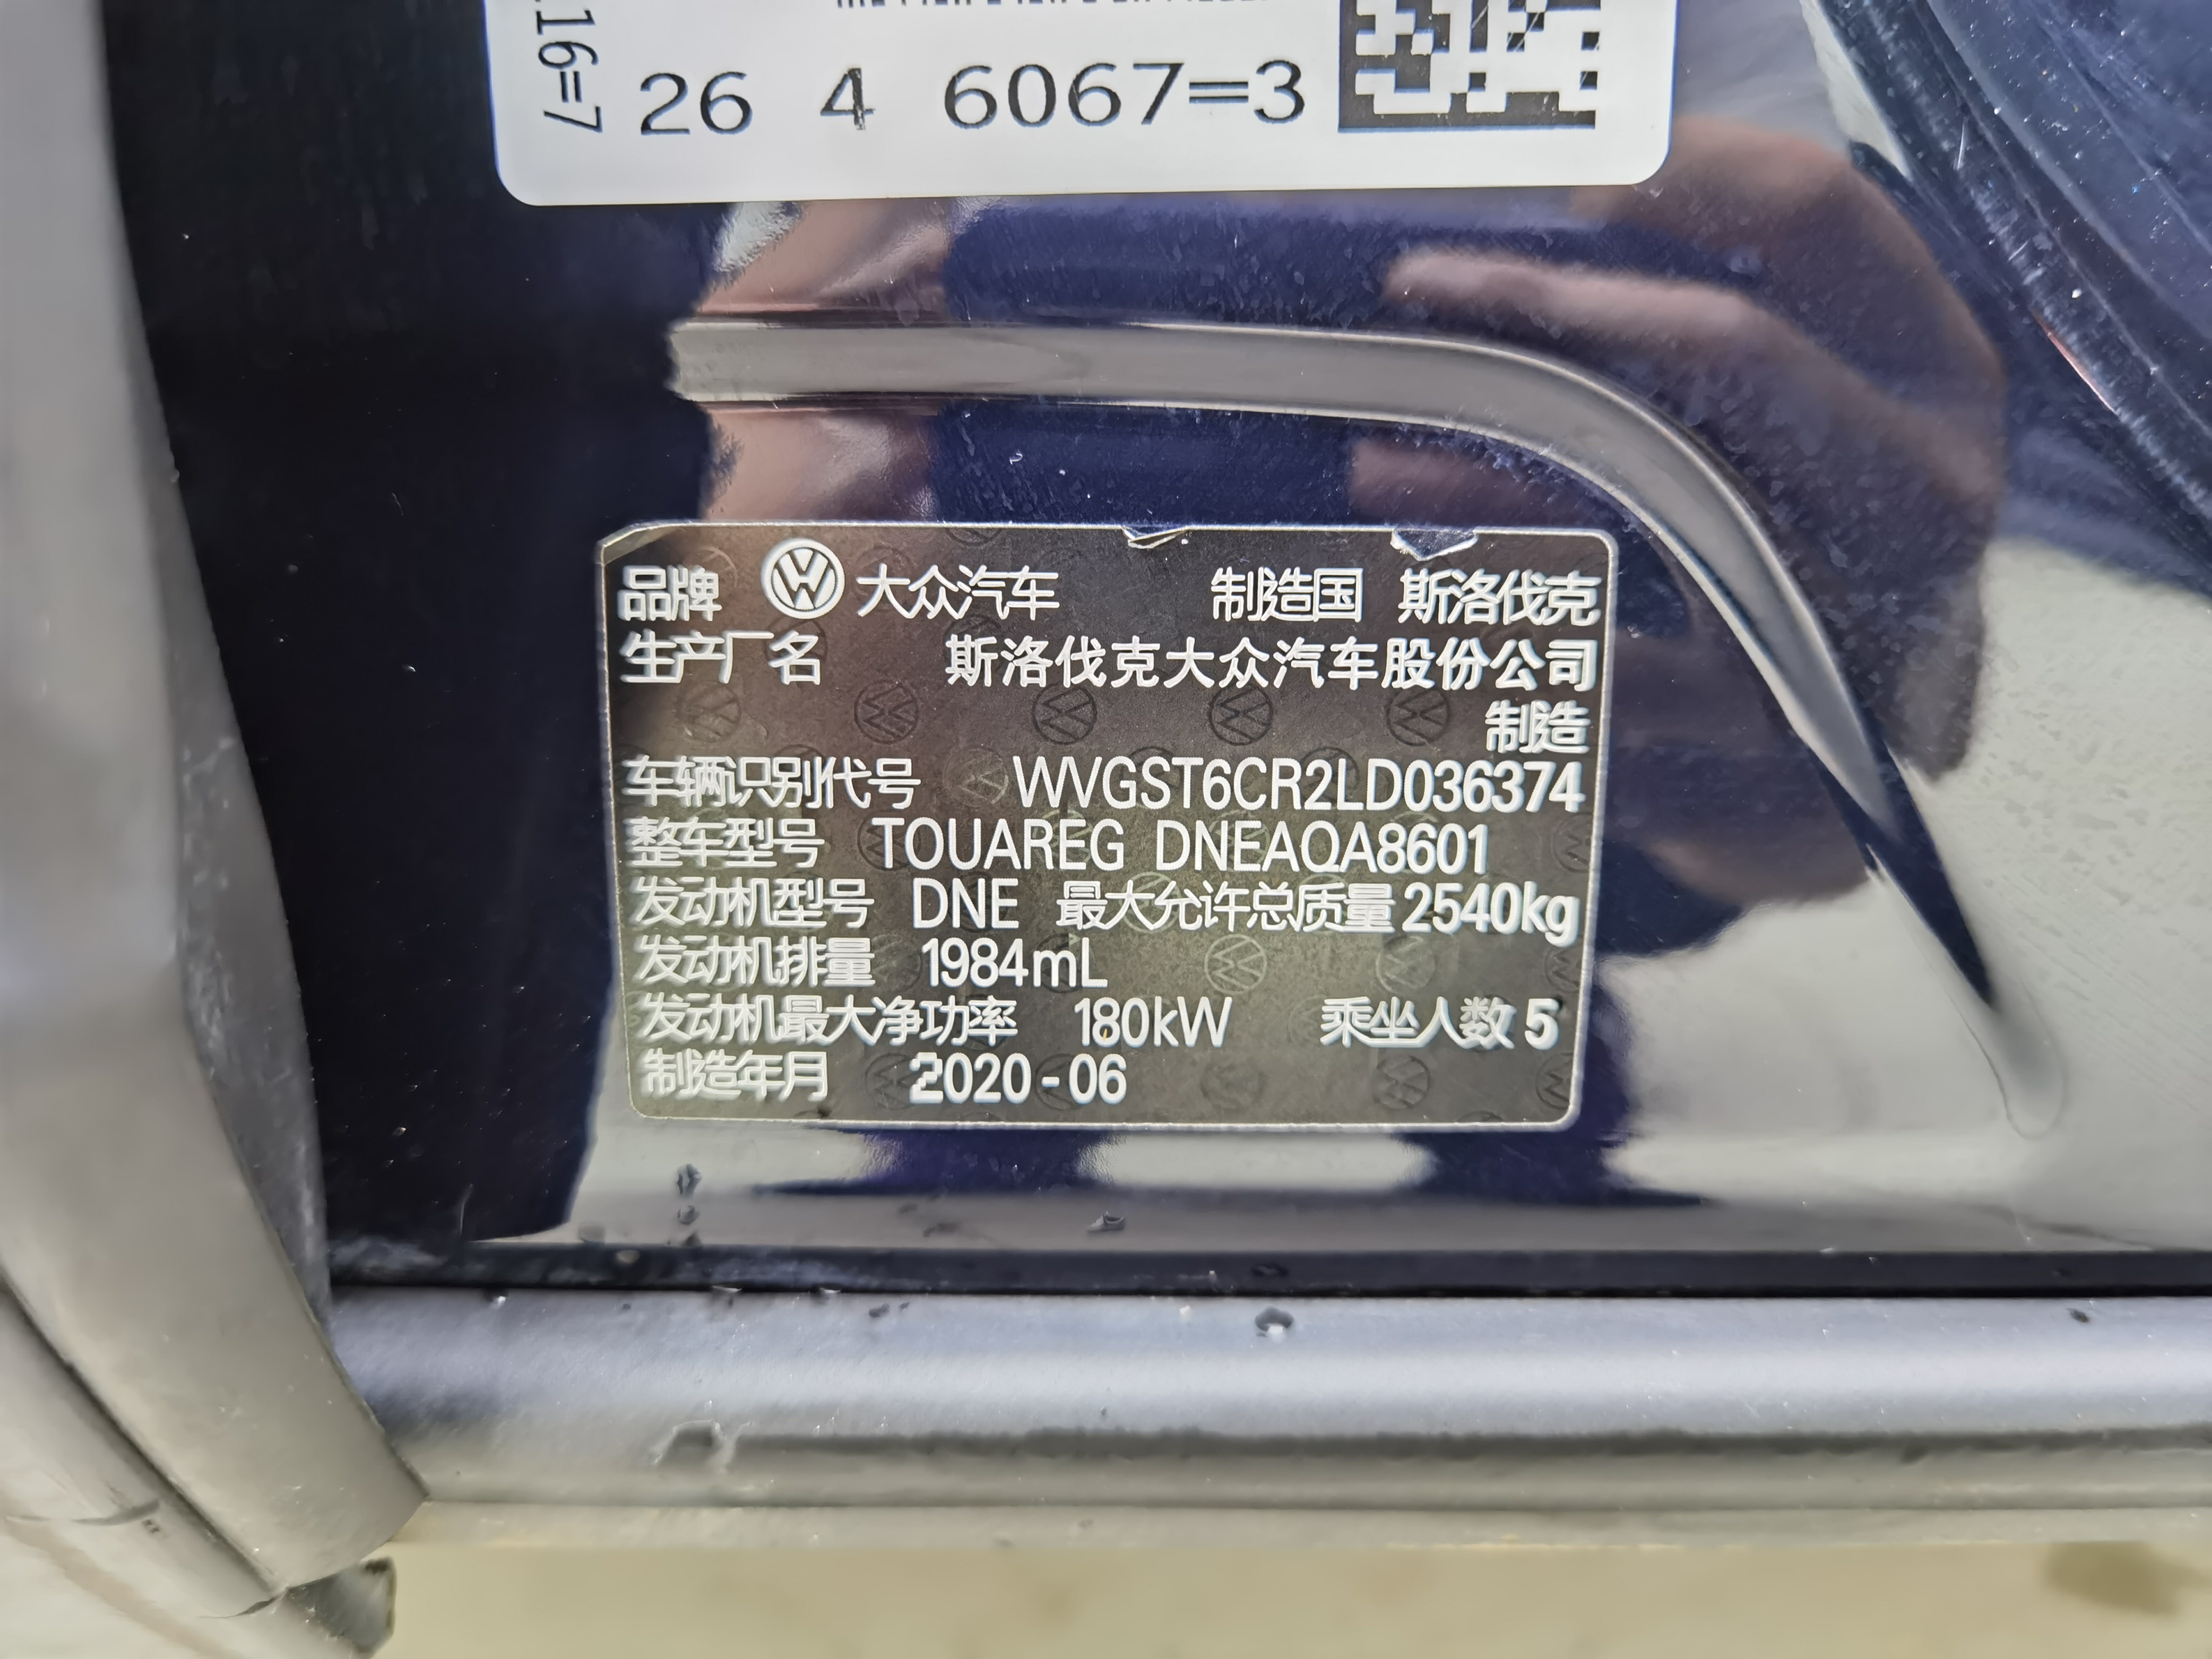 16=7
26 4 6067=3
品牌 大众汽车 制造国 斯洛伐克
生产厂名 斯洛伐克大众汽车股份公司
制造
车辆识别代号 WVGST6CR2LD036374
整车型号 TOUAREG DNEAQA8601
发动机型号 DNE 最大允许总质量 2540kg
发动机排量 1984mL
发动机最大净功率 180kW 乘坐人数 5
制造年月 2020-06